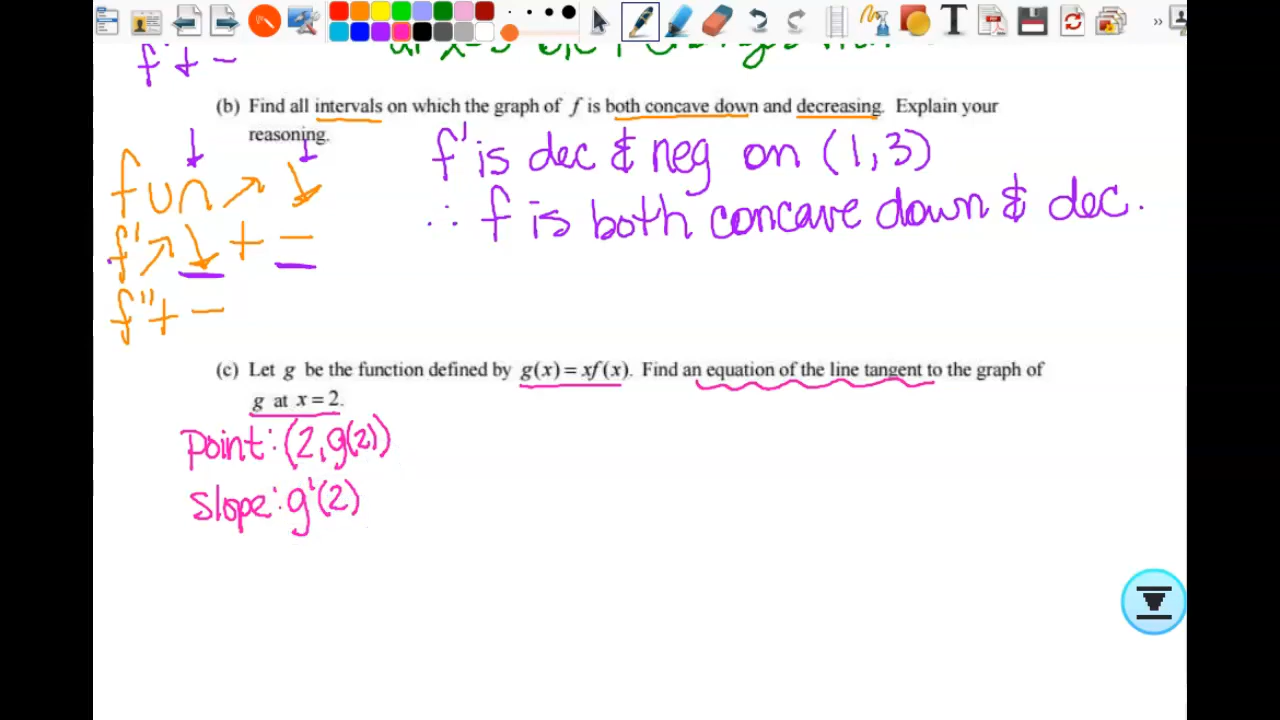 f' + -
at x=3
(b) Find all intervals on which the graph of f is both concave down and decreasing. Explain your
reasoning.
f' is dec & neg on (1,3)
∴ f is both concave down & dec.
f ∪ ∩ ↗ ↘
f' ↗ ↘ + -
f'' + -
(c) Let g be the function defined by g(x) = xf(x). Find an equation of the line tangent to the graph of
g at x = 2.
Point: (2, g(2))
Slope: g'(2)
T
»